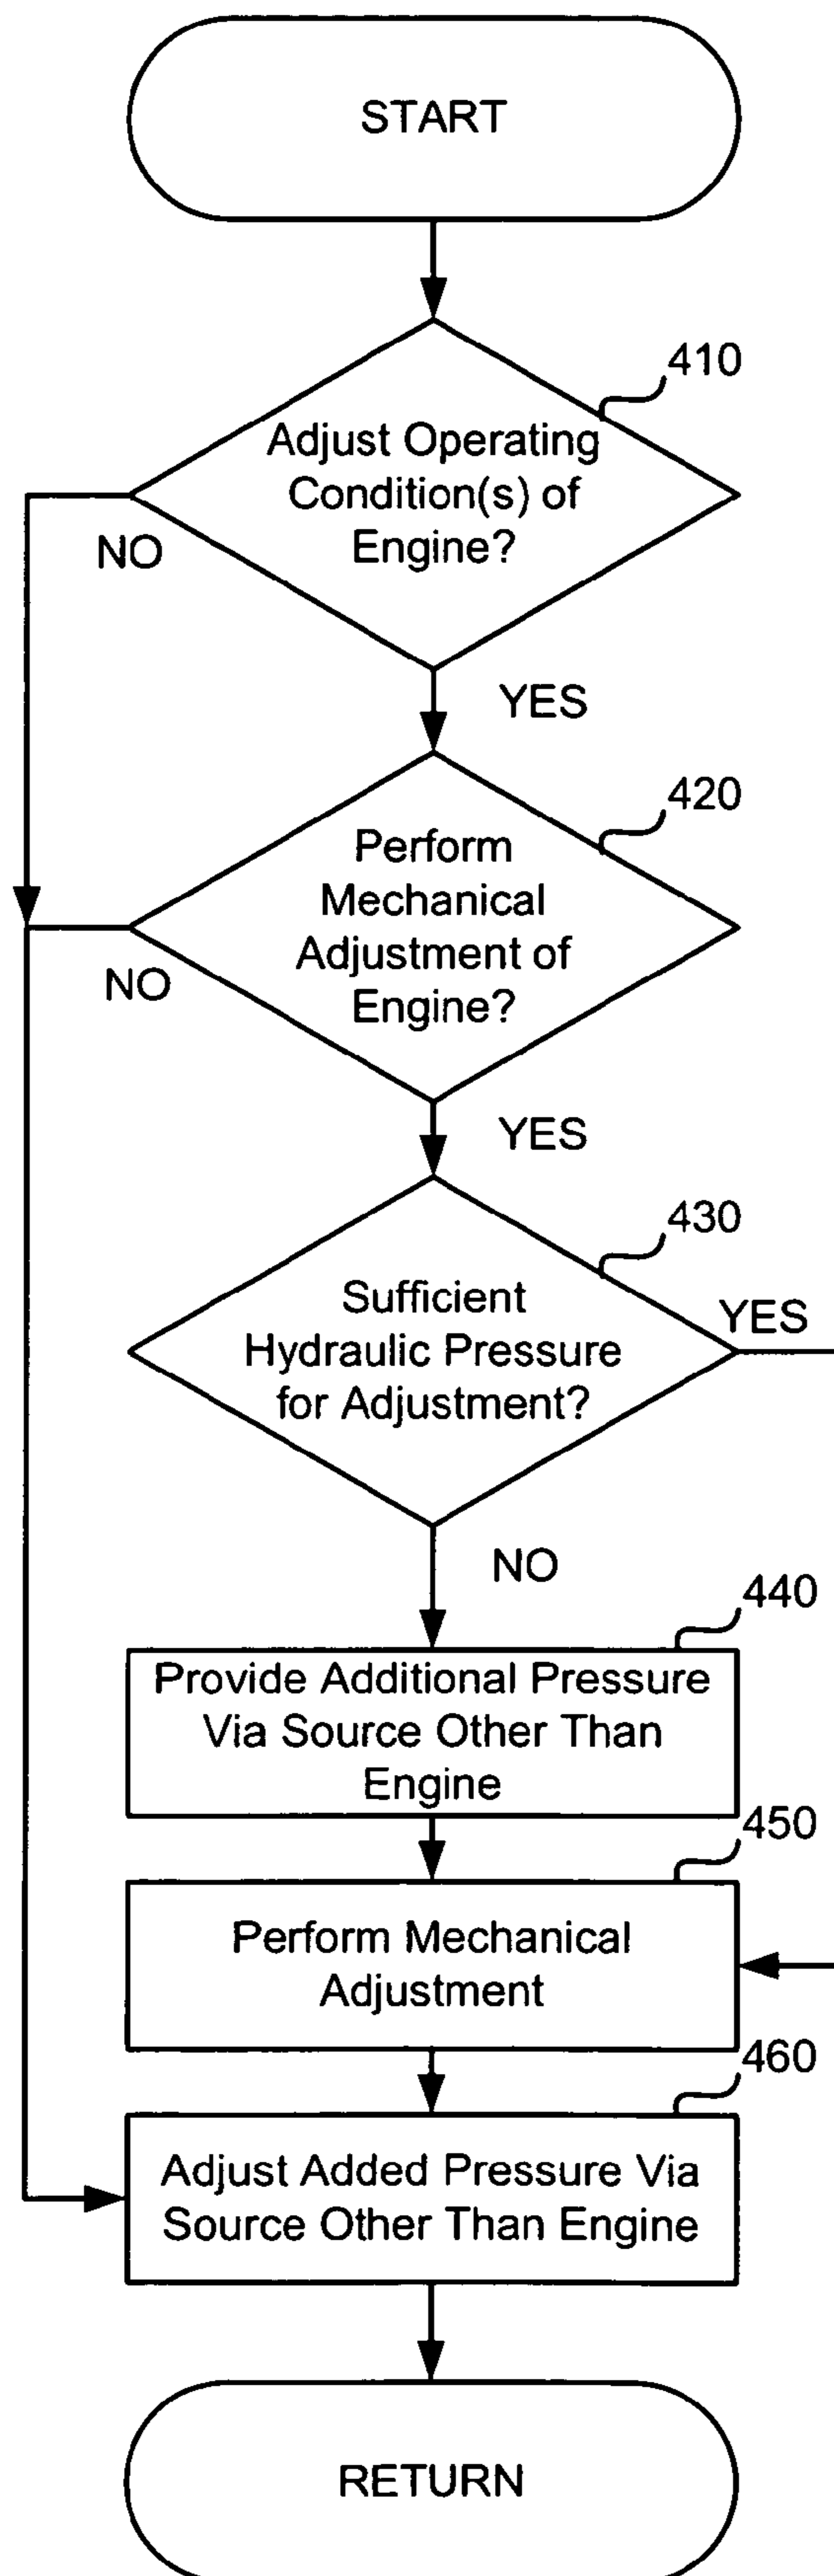 START
410
Adjust Operating
Condition(s) of
Engine?
NO
YES
420
Perform
Mechanical
Adjustment of
Engine?
NO
YES
430
Sufficient
Hydraulic Pressure
for Adjustment?
YES
NO
440
Provide Additional Pressure
Via Source Other Than
Engine
450
Perform Mechanical
Adjustment
460
Adjust Added Pressure Via
Source Other Than Engine
RETURN